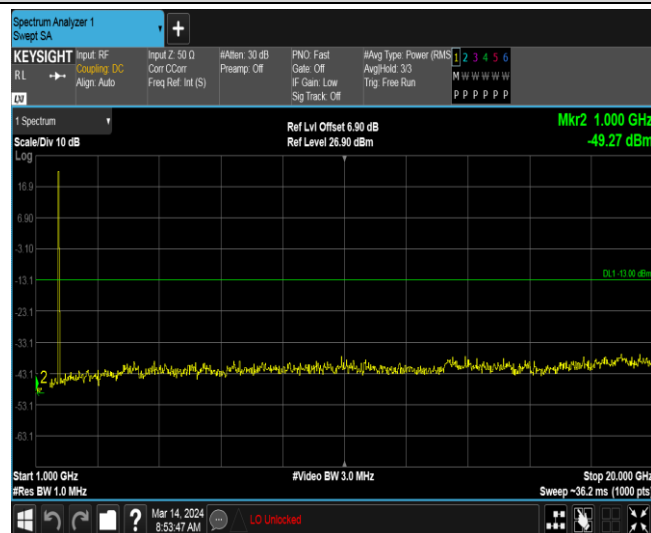 Spectrum Analyzer 1
Swept SA
KEYSIGHT
RL
Input: RF
Coupling: DC
Align: Auto
Input Z: 50 Ω
Corr CCorr
Freq Ref: Int (S)
#Atten: 30 dB
Preamp: Off
PNO: Fast
Gate: Off
IF Gain: Low
Sig Track: Off
#Avg Type: Power (RMS
Avg|Hold: 3/3
Trig: Free Run
1 2 3 4 5 6
M W W W W W
P P P P P P
1 Spectrum
Scale/Div 10 dB
Log
Ref Lvl Offset 6.90 dB
Ref Level 26.90 dBm
Mkr2 1.000 GHz
-49.27 dBm
16.9
6.90
-3.10
-13.1
-23.1
-33.1
-43.1
-53.1
-63.1
DL1 -13.00 dBm
2
Start 1.000 GHz
#Res BW 1.0 MHz
#Video BW 3.0 MHz
Stop 20.000 GHz
Sweep ~36.2 ms (1000 pts)
?
Mar 14, 2024
8:53:47 AM
LO Unlocked